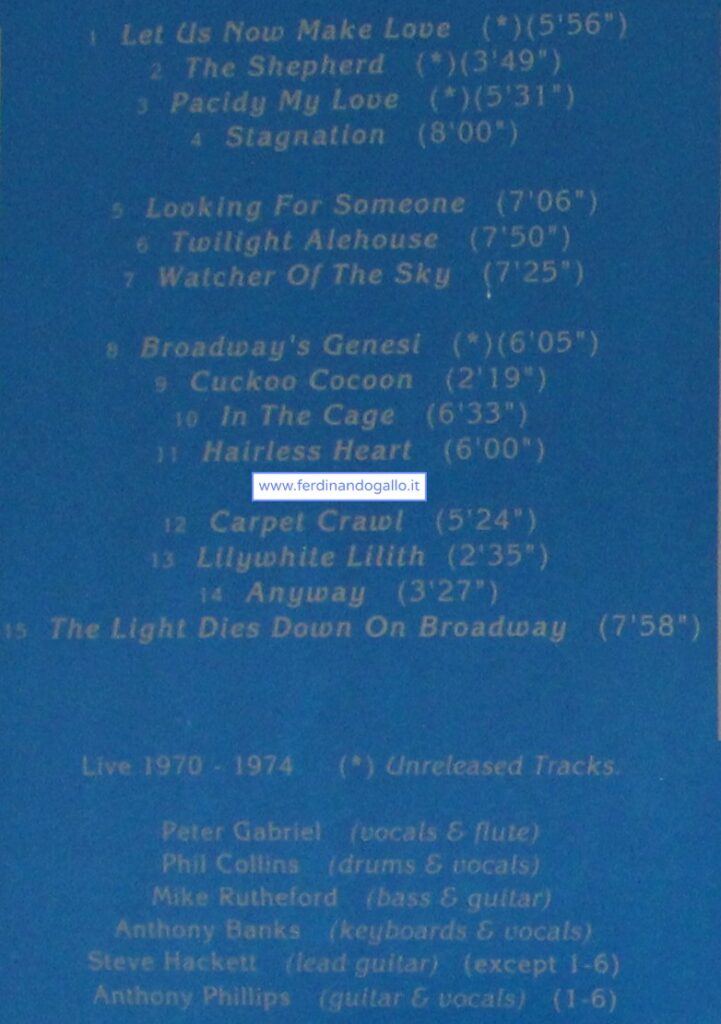 1 Let Us Now Make Love (*)(5'56")
2 The Shepherd (*)(3'49")
3 Pacidy My Love (*)(5'31")
4 Stagnation (8'00")
5 Looking For Someone (7'06")
6 Twilight Alehouse (7'50")
7 Watcher Of The Sky (7'25")
8 Broadway's Genesi (*)(6'05")
9 Cuckoo Cocoon (2'19")
10 In The Cage (6'33")
11 Hairless Heart (6'00")
www.ferdinandogallo.it
12 Carpet Crawl (5'24")
13 Lilywhite Lilith (2'35")
14 Anyway (3'27")
15 The Light Dies Down On Broadway (7'58")
Live 1970 - 1974 (*) Unreleased Tracks.
Peter Gabriel (vocals & flute)
Phil Collins (drums & vocals)
Mike Rutheford (bass & guitar)
Anthony Banks (keyboards & vocals)
Steve Hackett (lead guitar) (except 1-6)
Anthony Phillips (guitar & vocals) (1-6)